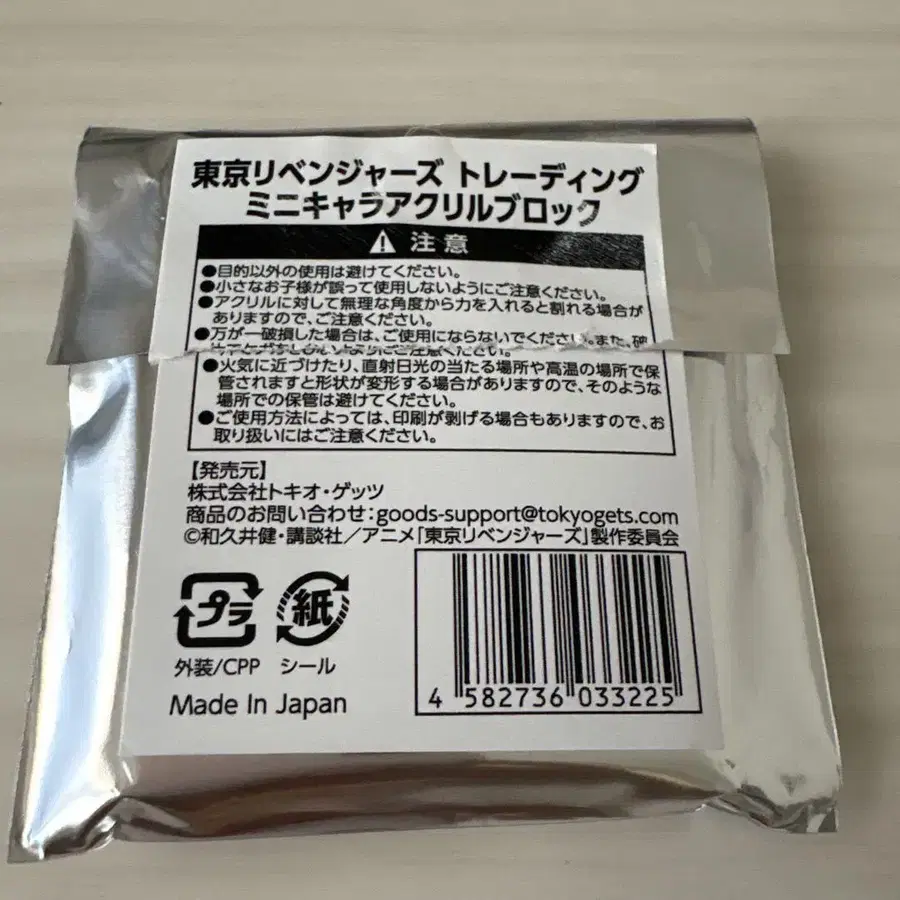 東京リベンジャーズ トレーディング
ミニキャラアクリルブロック
注意
●目的以外の使用は避けてください。
●小さなお子様が誤って使用しないようにご注意ください。
●アクリルに対して無理な角度から力を入れると割れる場合が
ありますので、ご注意ください。
●万が一破損した場合は、ご使用にならないでください。また、破
ご注意ください。
●火気に近づけたり、直射日光の当たる場所や高温の場所で保
管されますと形状が変形する場合がありますので、そのような
場所での保管は避けてください。
●ご使用方法によっては、印刷が剥げる場合もありますので、お
取り扱いにはご注意ください。
【発売元】
株式会社トキオ・ゲッツ
商品のお問い合わせ:goods-support@tokyogets.com
©和久井健・講談社/アニメ「東京リベンジャーズ」製作委員会
プラ 紙
外装/CPP シール
Made In Japan
4 582736 033225